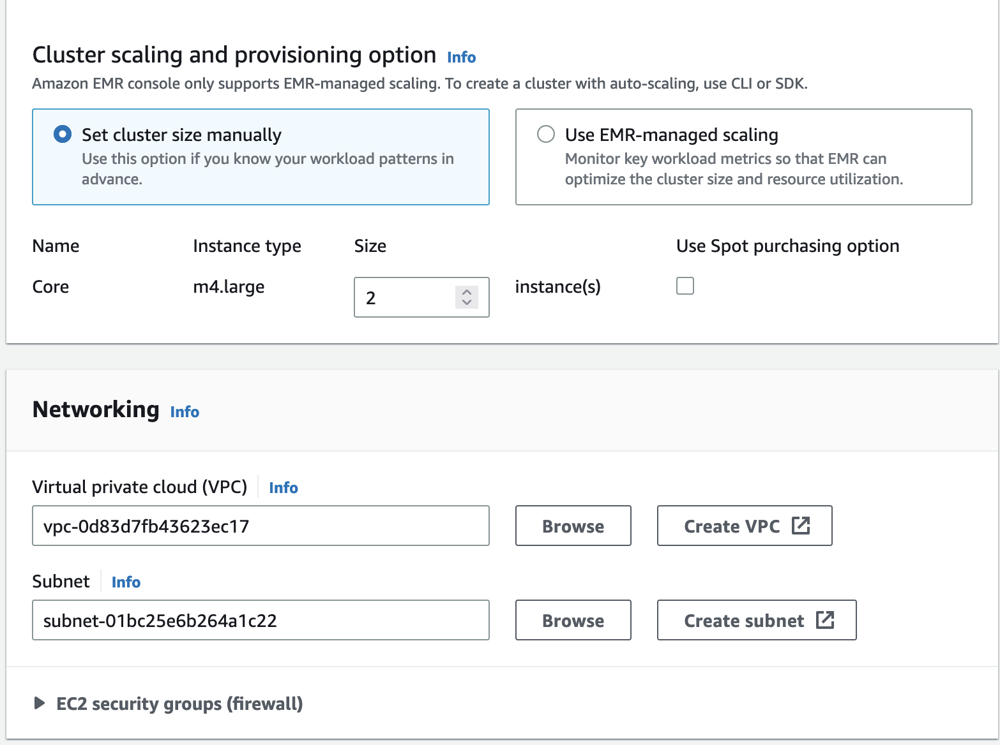 Cluster scaling and provisioning option Info
Amazon EMR console only supports EMR-managed scaling. To create a cluster with auto-scaling, use CLI or SDK.
Set cluster size manually
Use this option if you know your workload patterns in
advance.
Use EMR-managed scaling
Monitor key workload metrics so that EMR can
optimize the cluster size and resource utilization.
Name Instance type Size Use Spot purchasing option
Core m4.large 2 instance(s)
Networking Info
Virtual private cloud (VPC) Info
vpc-0d83d7fb43623ec17 Browse Create VPC
Subnet Info
subnet-01bc25e6b264a1c22 Browse Create subnet
EC2 security groups (firewall)